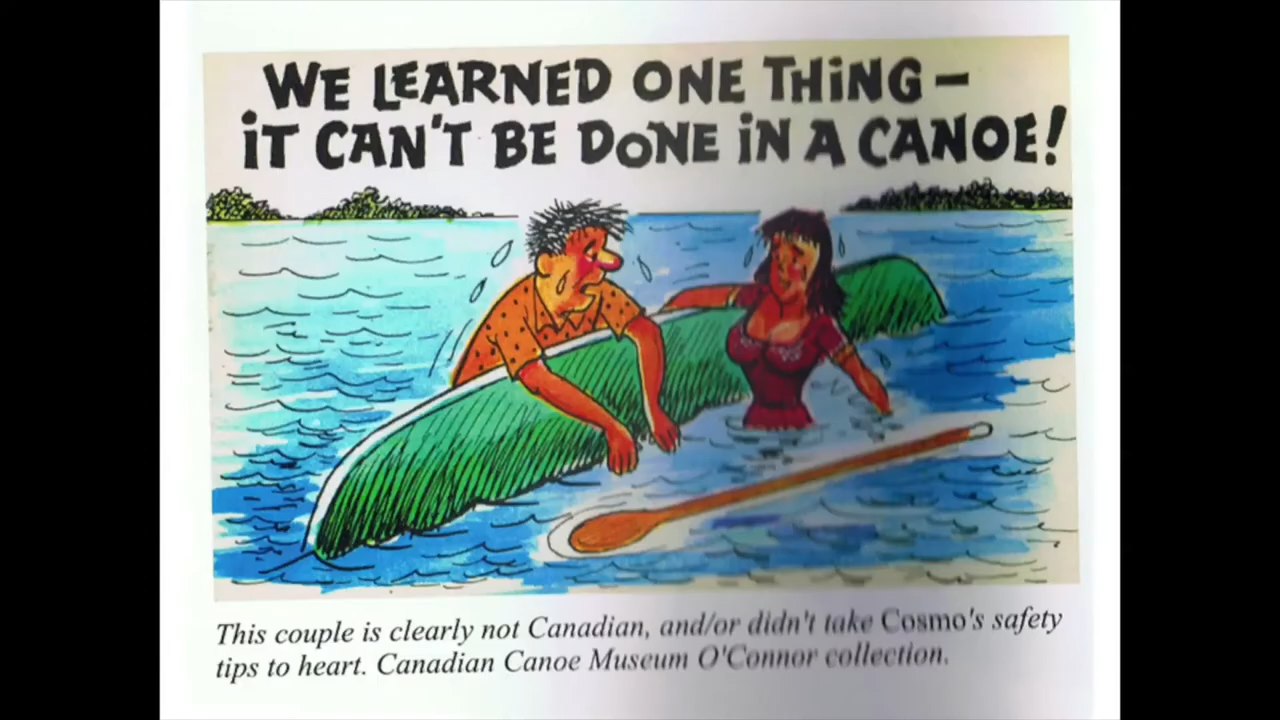 WE LEARNED ONE THING –
iT CAN'T BE DONE iN A CANOE!
This couple is clearly not Canadian, and/or didn't take Cosmo's safety
tips to heart. Canadian Canoe Museum O'Connor collection.